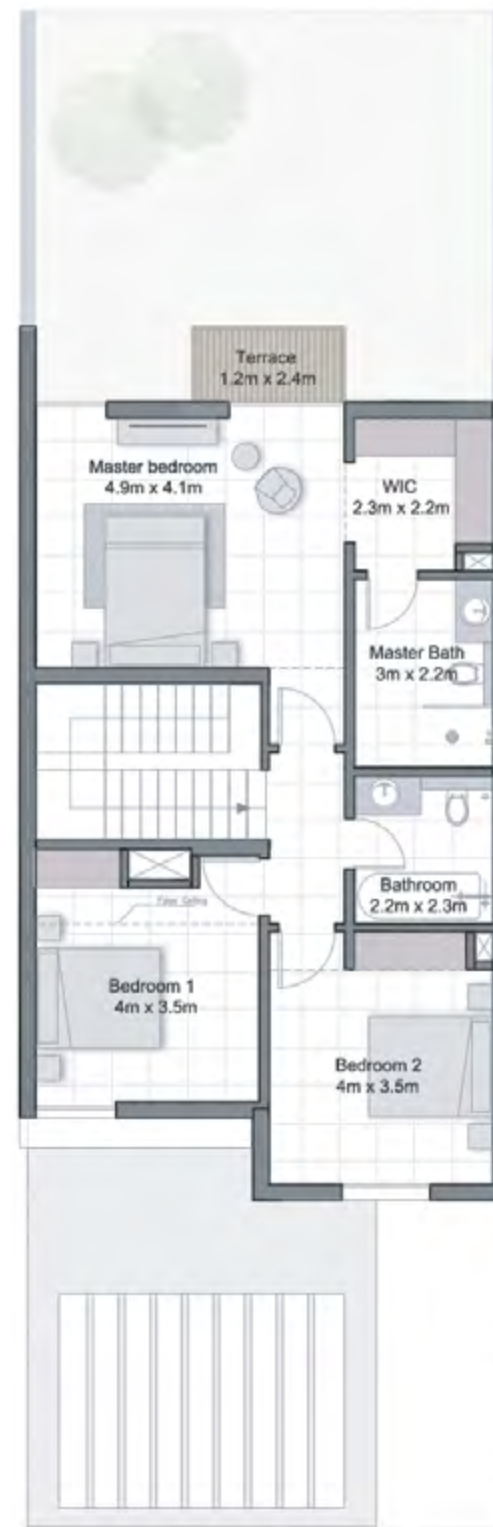 Terrace
1.2m x 2.4m
Master bedroom
4.9m x 4.1m
WIC
2.3m x 2.2m
Master Bath
3m x 2.2m
Bathroom
2.2m x 2.3m
Bedroom 1
4m x 3.5m
Bedroom 2
4m x 3.5m